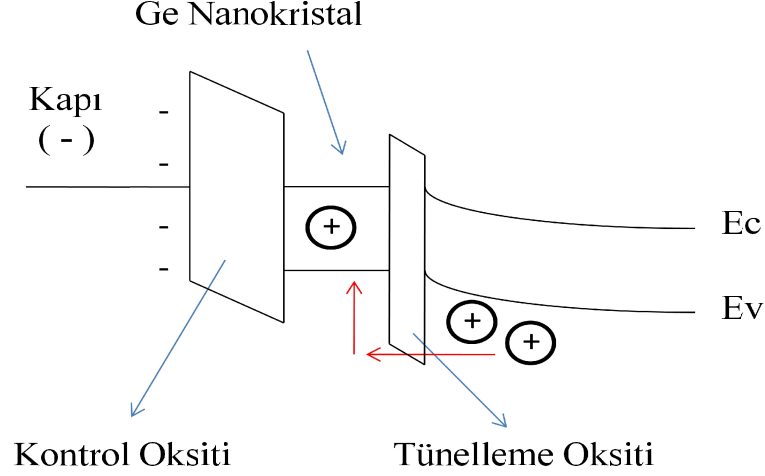 Ge Nanokristal
Kapı
( - )
-
-
-
-
+
Ec
Ev
+
+
Kontrol Oksiti
Tünelleme Oksiti